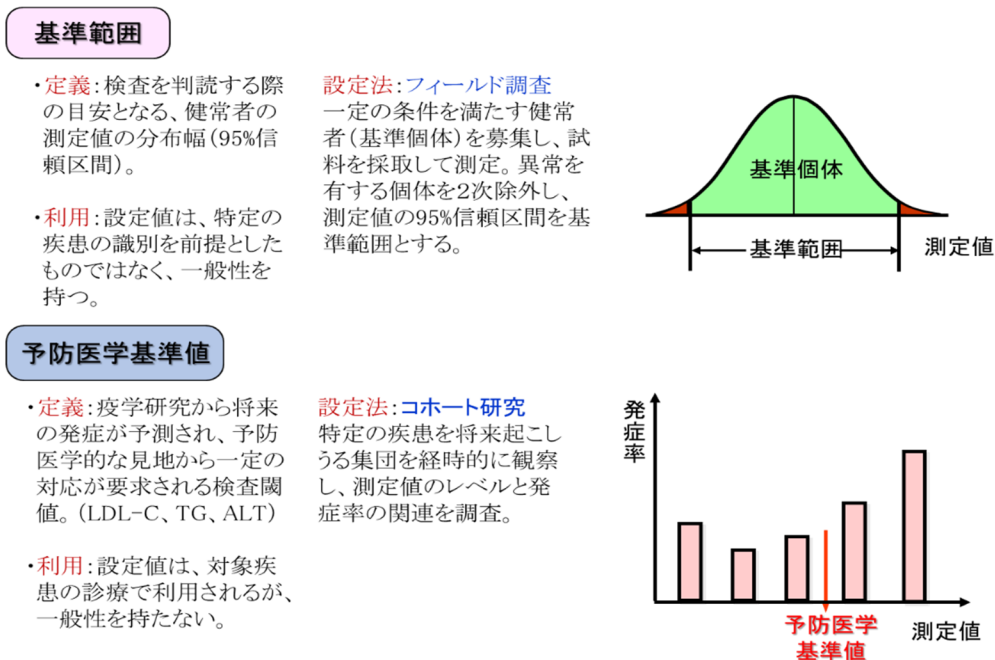 基準範囲
・定義：検査を判読する際
の目安となる、健常者の
測定値の分布幅（95%信
頼区間）。
・利用：設定値は、特定の
疾患の識別を前提とした
ものではなく、一般性を
持つ。
設定法：フィールド調査
一定の条件を満たす健常
者（基準個体）を募集し、試
料を採取して測定。異常を
有する個体を２次除外し、
測定値の95%信頼区間を基
準範囲とする。
基準個体
基準範囲
測定値
予防医学基準値
・定義：疫学研究から将来
の発症が予測され、予防
医学的な見地から一定の
対応が要求される検査閾
値。（LDL-C、TG、ALT）
・利用：設定値は、対象疾
患の診療で利用されるが、
一般性を持たない。
設定法：コホート研究
特定の疾患を将来起こし
うる集団を経時的に観察
し、測定値のレベルと発
症率の関連を調査。
発症率
予防医学
基準値
測定値